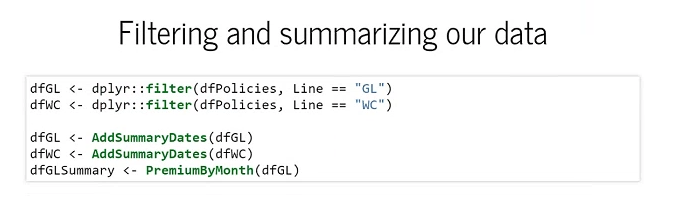 Filtering and summarizing our data
dfGL <- dplyr::filter(dfPolicies, Line == "GL")
dfWC <- dplyr::filter(dfPolicies, Line == "WC")
dfGL <- AddSummaryDates(dfGL)
dfWC <- AddSummaryDates(dfWC)
dfGLSummary <- PremiumByMonth(dfGL)